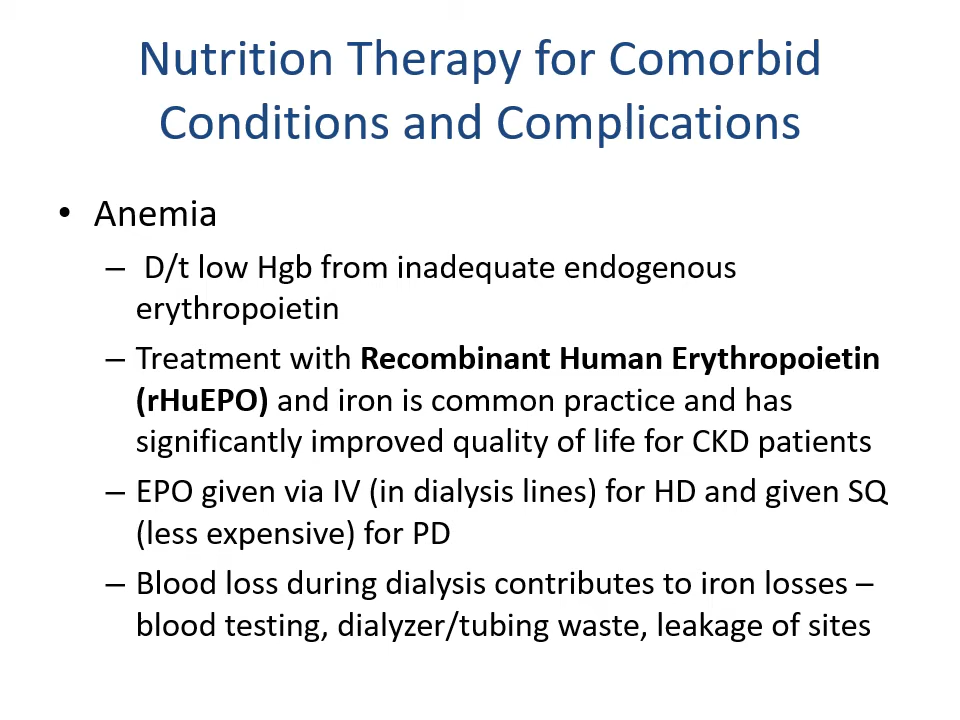 Nutrition Therapy for Comorbid
Conditions and Complications
• Anemia
– D/t low Hgb from inadequate endogenous
erythropoietin
– Treatment with Recombinant Human Erythropoietin
(rHuEPO) and iron is common practice and has
significantly improved quality of life for CKD patients
– EPO given via IV (in dialysis lines) for HD and given SQ
(less expensive) for PD
– Blood loss during dialysis contributes to iron losses –
blood testing, dialyzer/tubing waste, leakage of sites